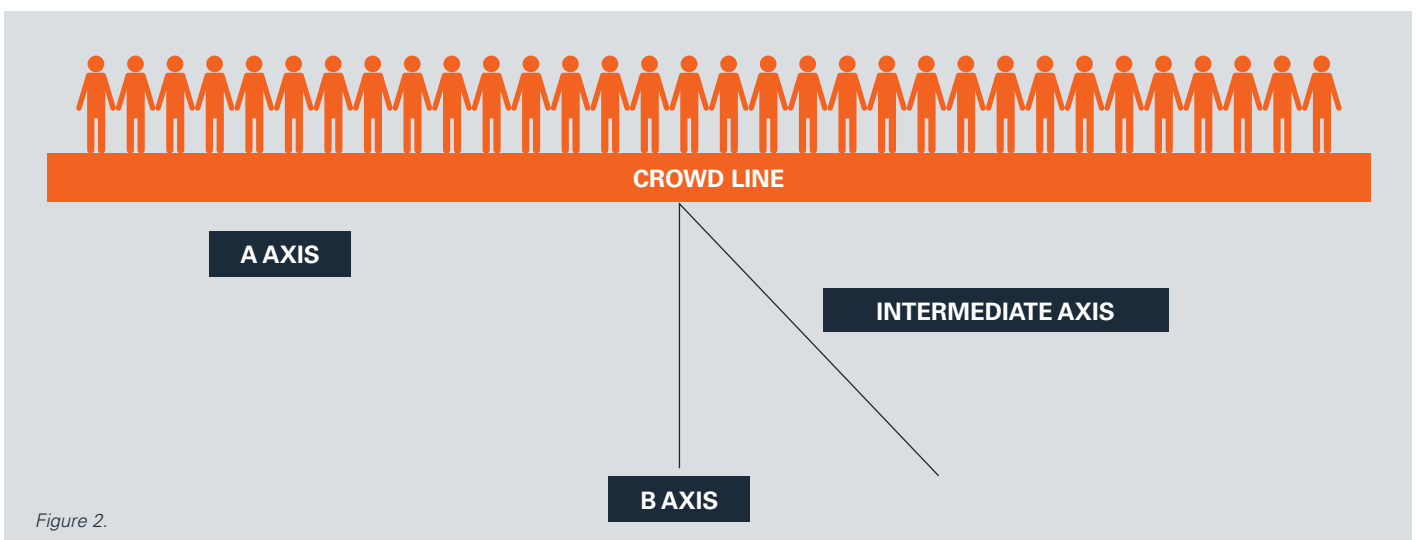 CROWD LINE
A AXIS
INTERMEDIATE AXIS
B AXIS
Figure 2.